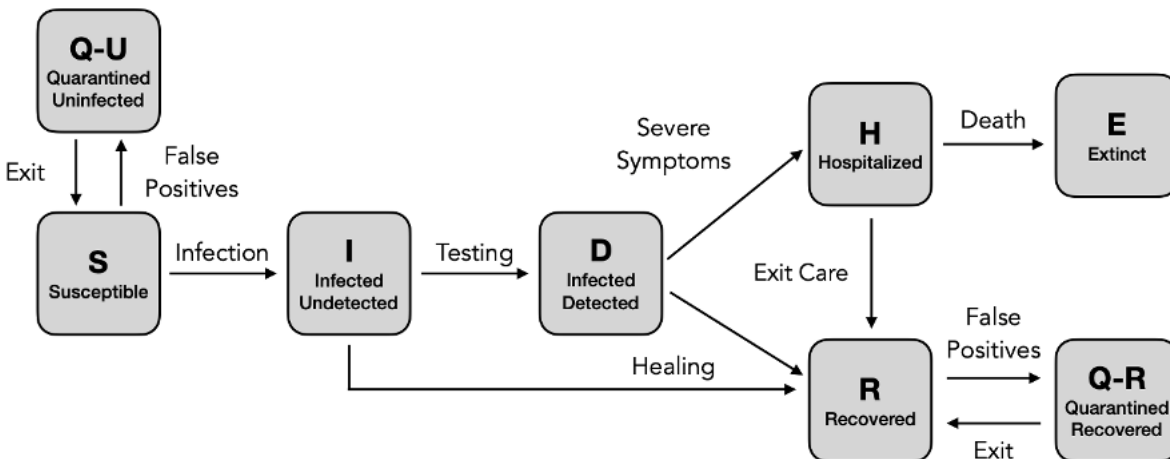 Q-U
Quarantined
Uninfected
Exit
False
Positives
S
Susceptible
Infection
I
Infected
Undetected
Testing
D
Infected
Detected
Severe
Symptoms
H
Hospitalized
Death
E
Extinct
Exit Care
Healing
R
Recovered
False
Positives
Q-R
Quarantined
Recovered
Exit